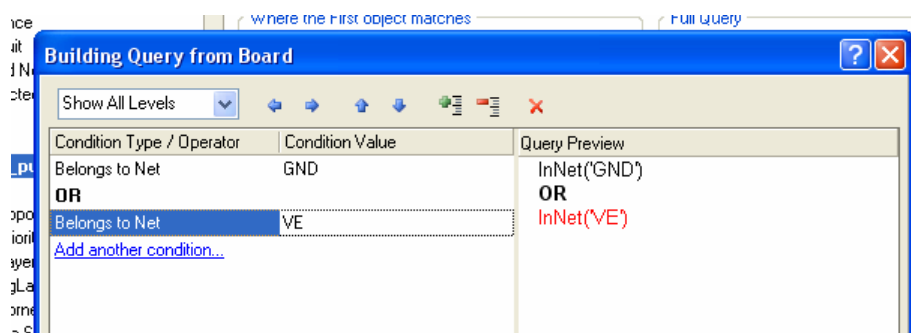 Where the First object matches
Full Query
Building Query from Board
Show All Levels
Condition Type / Operator
Condition Value
Query Preview
Belongs to Net
GND
InNet('GND')
OR
OR
Belongs to Net
VE
InNet('VE')
Add another condition...